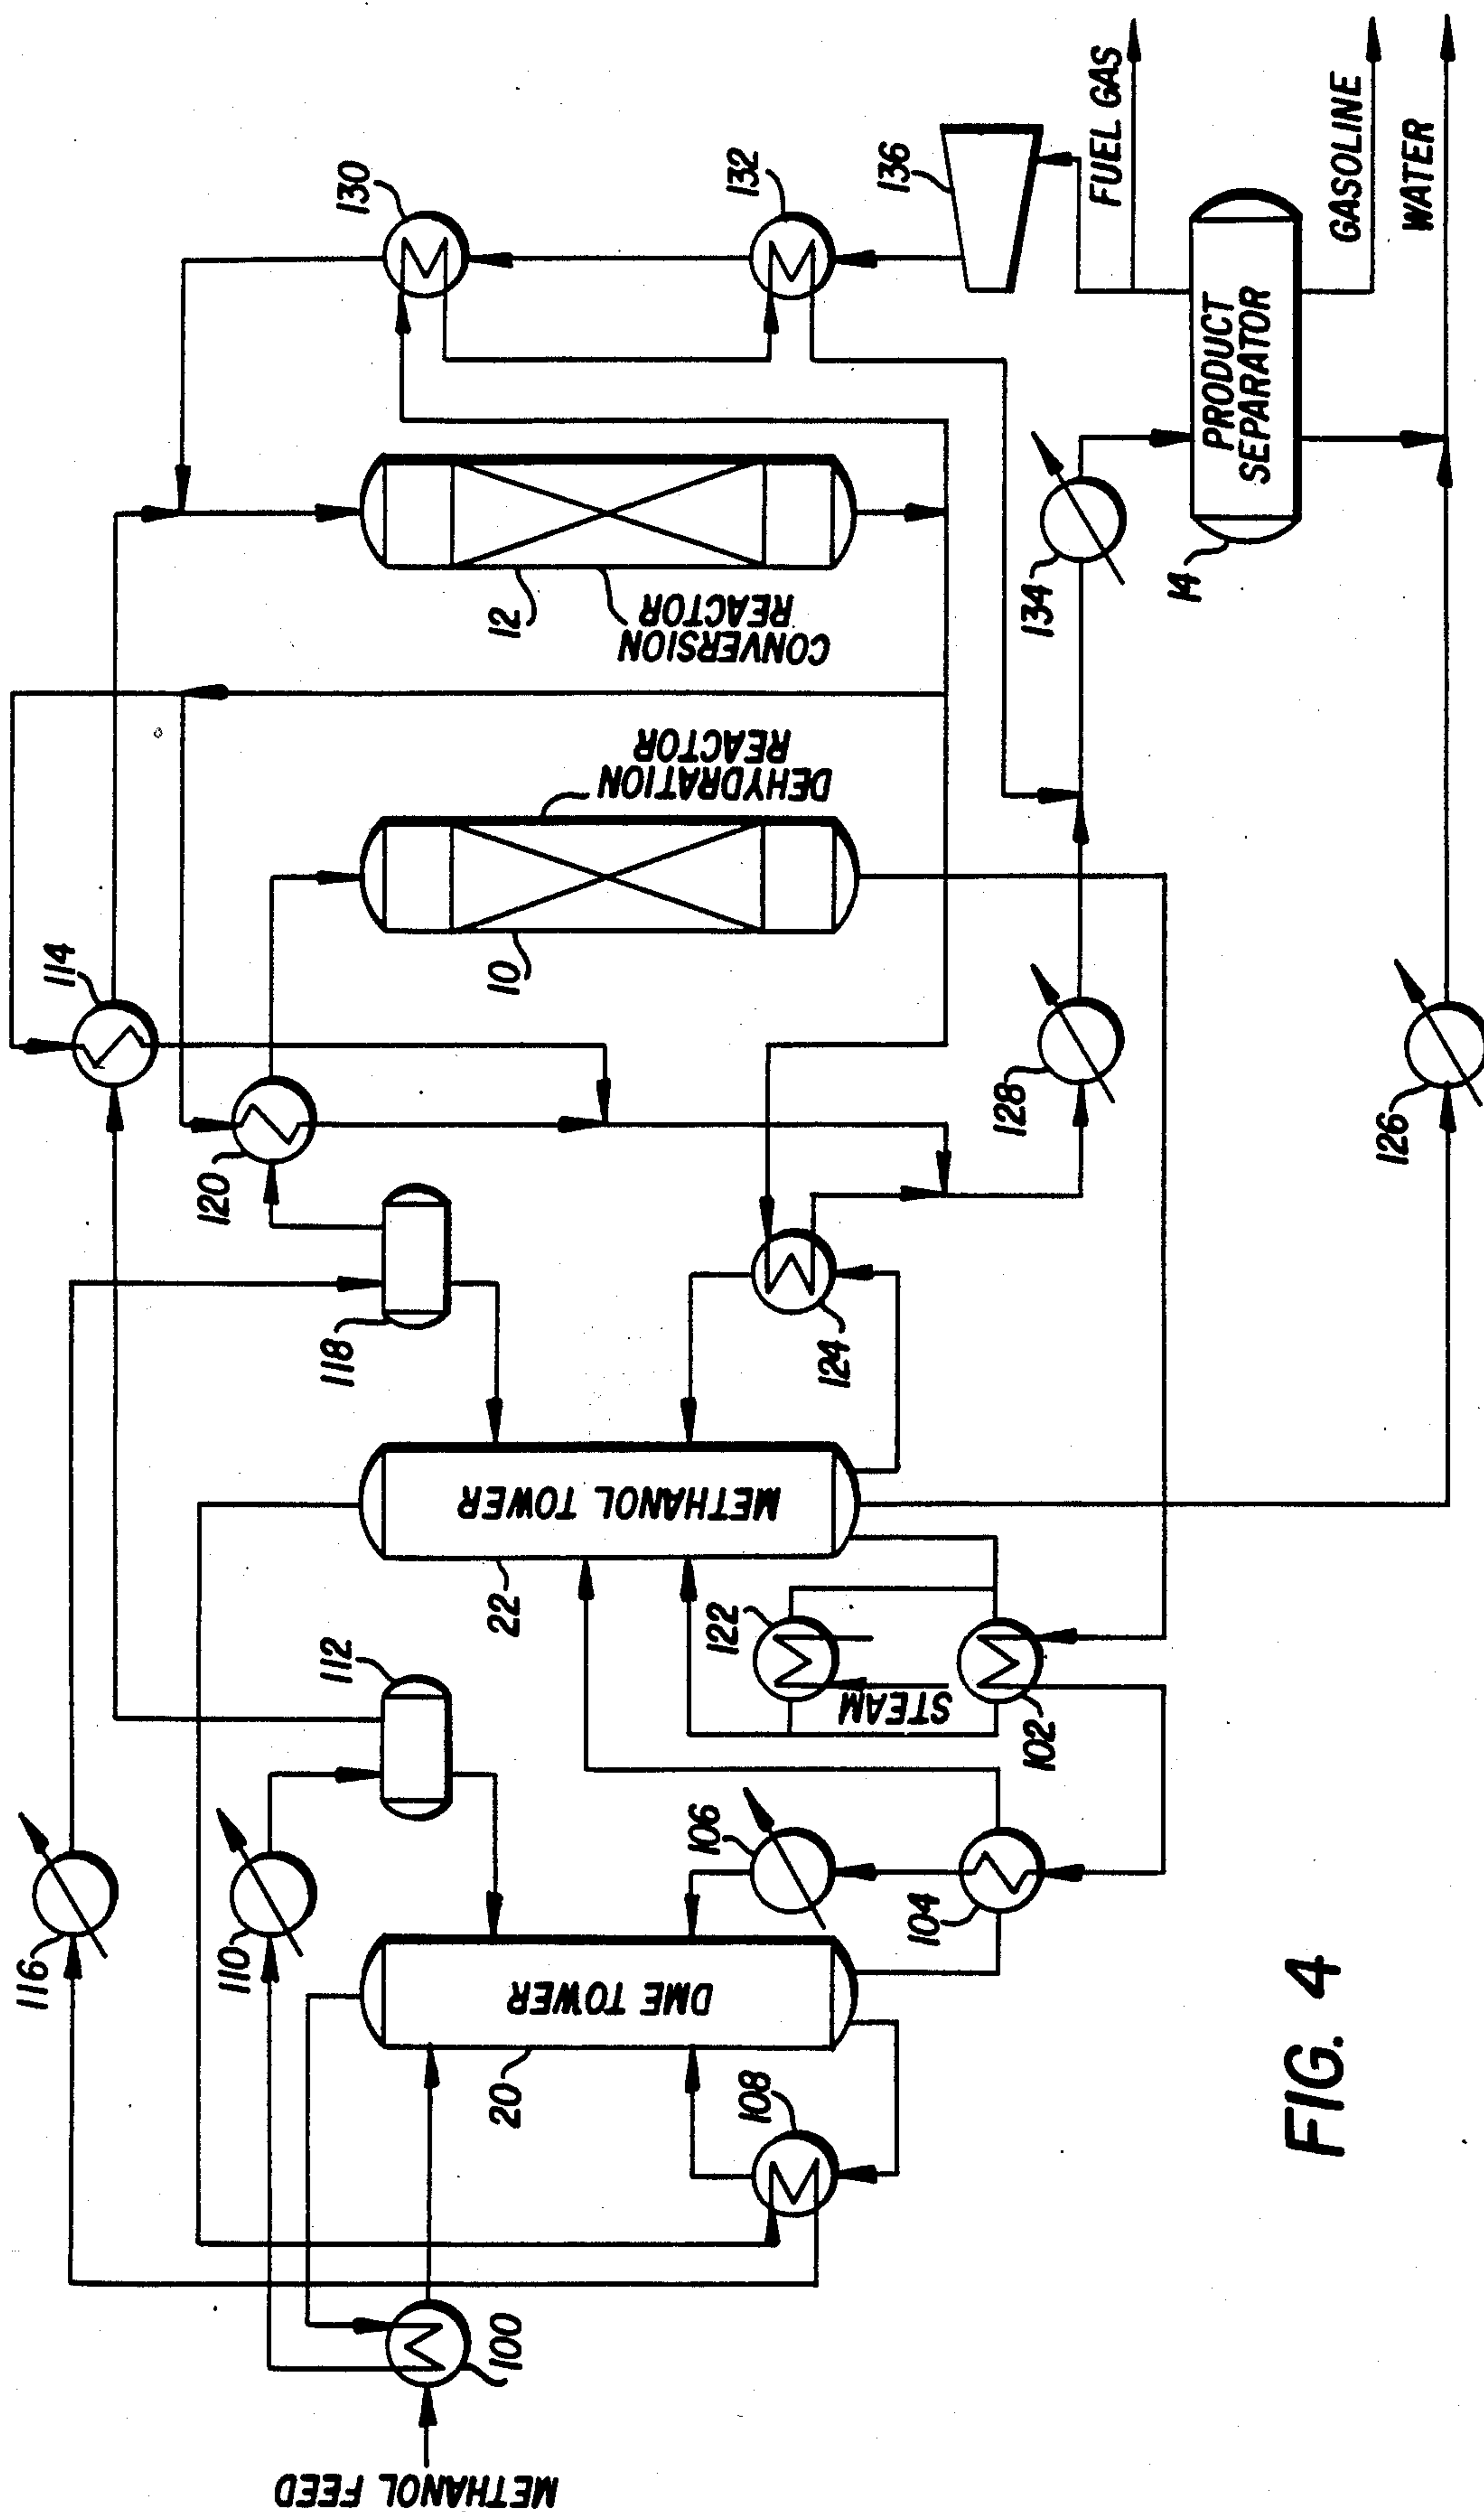 METHANOL FEED
100
116
110
112
DME TOWER
20
108
106
104
102
STEAM
122
METHANOL TOWER
22
118
124
120
114
10
DEHYDRATION
REACTOR
12
CONVERSION
REACTOR
128
126
134
130
132
136
14
PRODUCT
SEPARATOR
FUEL GAS
GASOLINE
WATER
FIG. 4